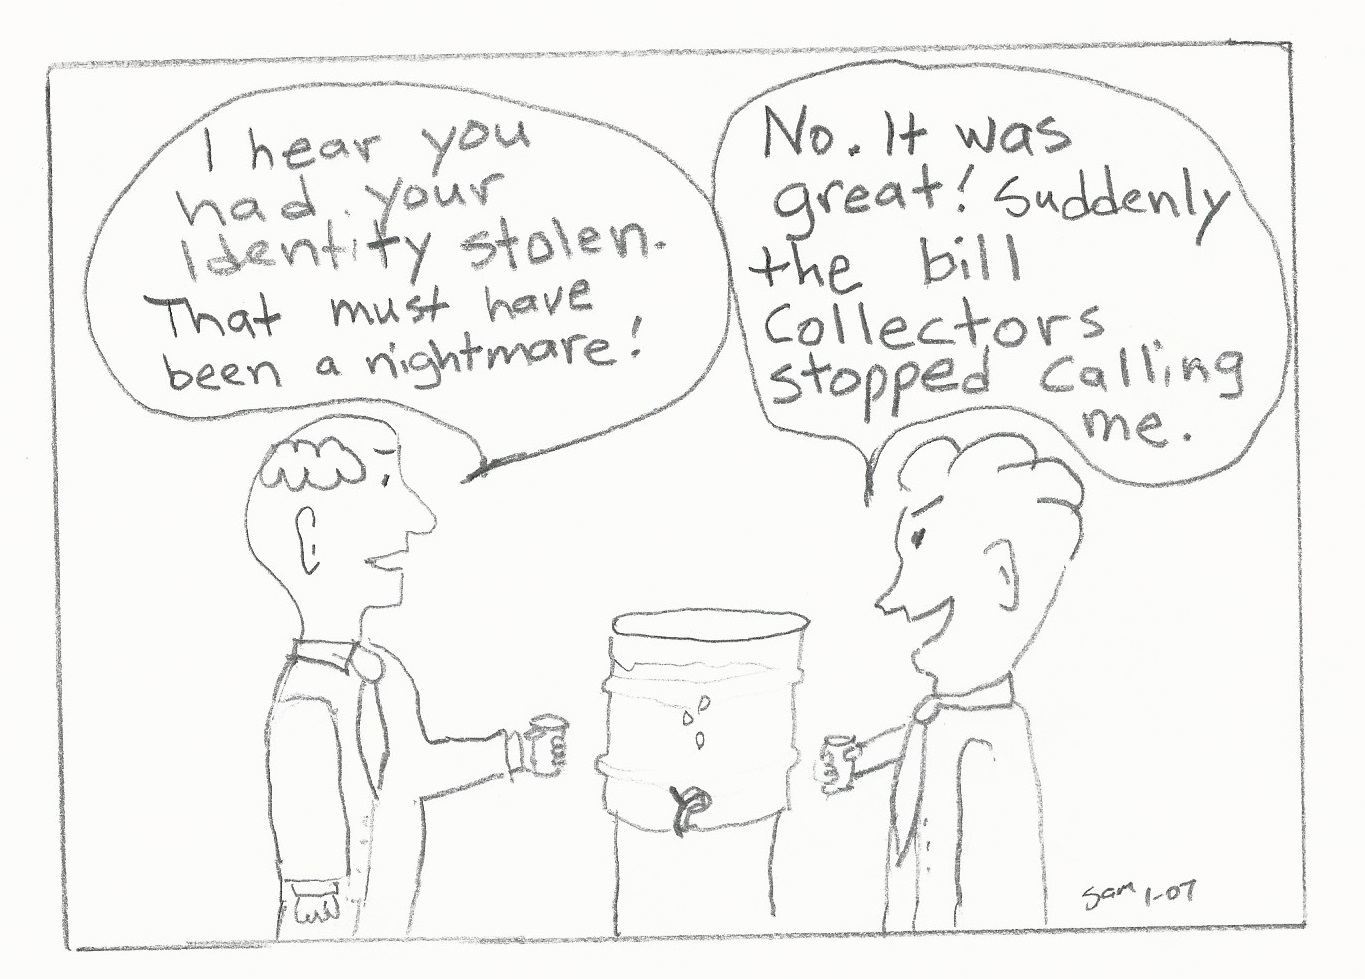 I hear you
had your
Identity stolen.
That must have
been a nightmare!
No. It was
great! Suddenly
the bill
Collectors
stopped calling
me.
Sam 1-07